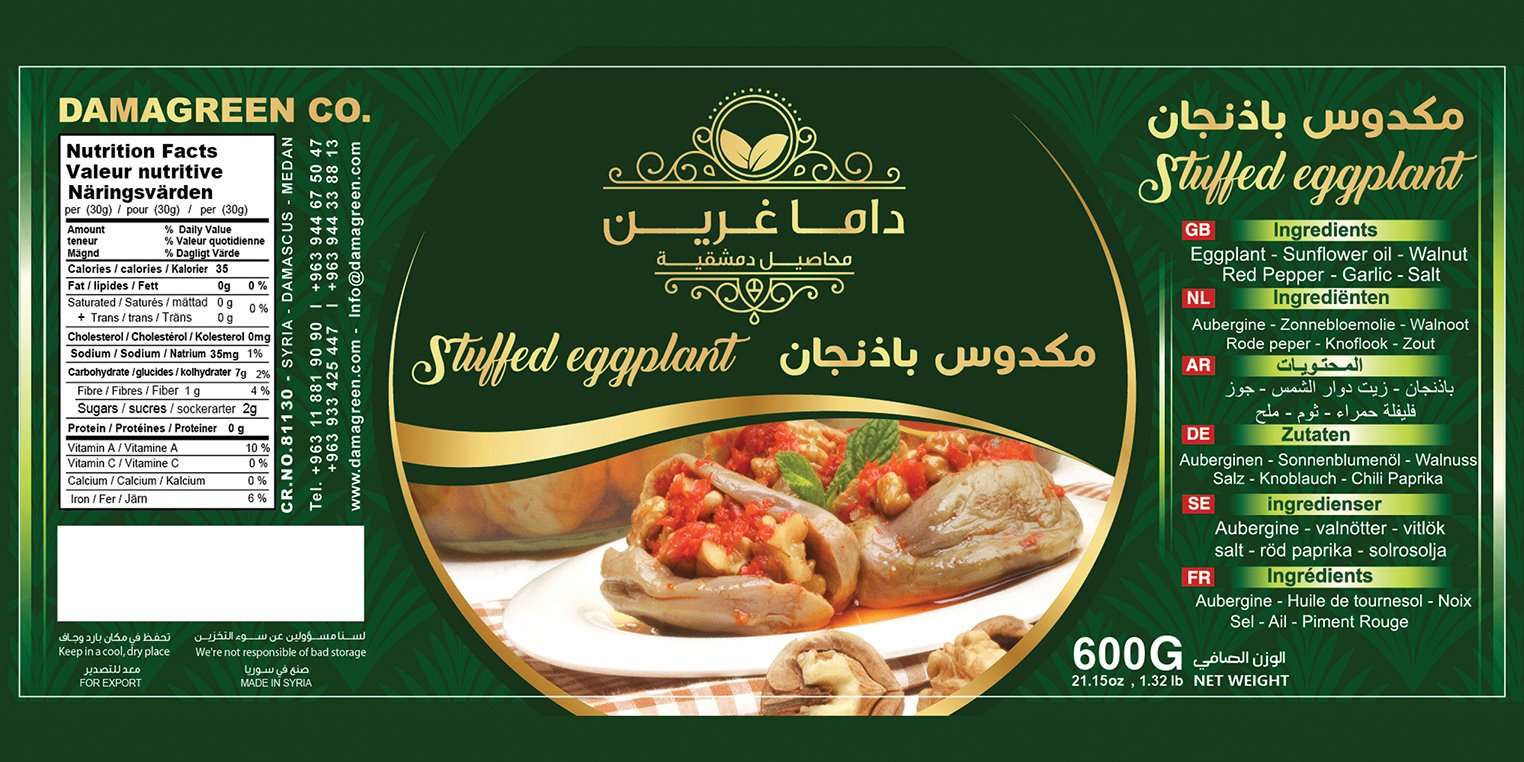 DAMAGREEN CO.
Nutrition Facts
Valeur nutritive
Näringsvärden
per (30g) / pour (30g) / per (30g)
Amount % Daily Value
teneur % Valeur quotidienne
Mägnd % Dagligt Värde
Calories / calories / Kalorier 35
Fat / lipides / Fett 0g 0 %
Saturated / Saturés / mättad 0 g
+ Trans / trans / Träns 0 g 0 %
Cholesterol / Cholestérol / Kolesterol 0mg
Sodium / Sodium / Natrium 35mg 1%
Carbohydrate /glucides / kolhydrater 7g 2%
Fibre / Fibres / Fiber 1 g 4 %
Sugars / sucres / sockerarter 2g
Protein / Protéines / Proteiner 0 g
Vitamin A / Vitamine A 10 %
Vitamin C / Vitamine C 0 %
Calcium / Calcium / Kalcium 0 %
Iron / Fer / Järn 6 %
CR.NO.81130 - SYRIA - DAMASCUS - MEDAN
Tel. +963 11 881 90 90 | +963 944 67 50 47
+963 933 425 447 | +963 944 33 88 13
www.damagreen.com - Info@damagreen.com
تحفظ في مكان بارد وجاف
Keep in a cool, dry place
لسنا مسؤولين عن سوء التخزين
We're not responsible of bad storage
معد للتصدير
FOR EXPORT
صنع في سوريا
MADE IN SYRIA
داما غرين
محاصيل دمشقية
Stuffed eggplant مكدوس باذنجان
مكدوس باذنجان
Stuffed eggplant
GB Ingredients
Eggplant - Sunflower oil - Walnut
Red Pepper - Garlic - Salt
NL Ingrediënten
Aubergine - Zonnebloemolie - Walnoot
Rode peper - Knoflook - Zout
AR المحتويات
باذنجان - زيت دوار الشمس - جوز
فليفلة حمراء - ثوم - ملح
DE Zutaten
Auberginen - Sonnenblumenöl - Walnuss
Salz - Knoblauch - Chili Paprika
SE ingredienser
Aubergine - valnötter - vitlök
salt - röd paprika - solrosolja
FR Ingrédients
Aubergine - Huile de tournesol - Noix
Sel - Ail - Piment Rouge
600G الوزن الصافي
21.15oz , 1.32 lb NET WEIGHT